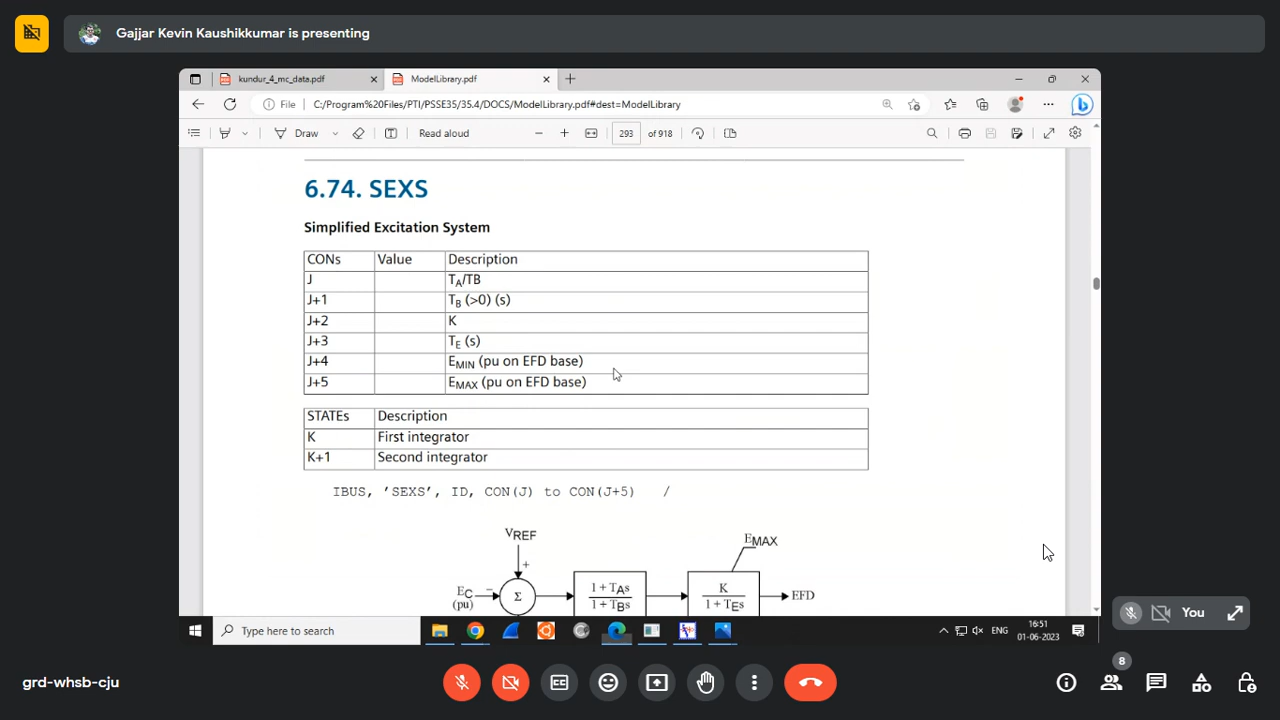 Gajjar Kevin Kaushikkumar is presenting
kundur_4_mc_data.pdf
ModelLibrary.pdf
File
C:/Program%20Files/PTI/PSSE35/35.4/DOCS/ModelLibrary.pdf#dest=ModelLibrary
Draw
Read aloud
293 of 918
6.74. SEXS
Simplified Excitation System
CONs Value Description
J TA/TB
J+1 TB (>0) (s)
J+2 K
J+3 TE (s)
J+4 EMIN (pu on EFD base)
J+5 EMAX (pu on EFD base)
STATEs Description
K First integrator
K+1 Second integrator
IBUS, ’SEXS’, ID, CON(J) to CON(J+5) /
VREF
EMAX
+
EC
(pu)
−
Σ
1 + TAs
1 + TBs
K
1 + TEs
EFD
You
Type here to search
ENG
16:51
01-06-2023
grd-whsb-cju
8